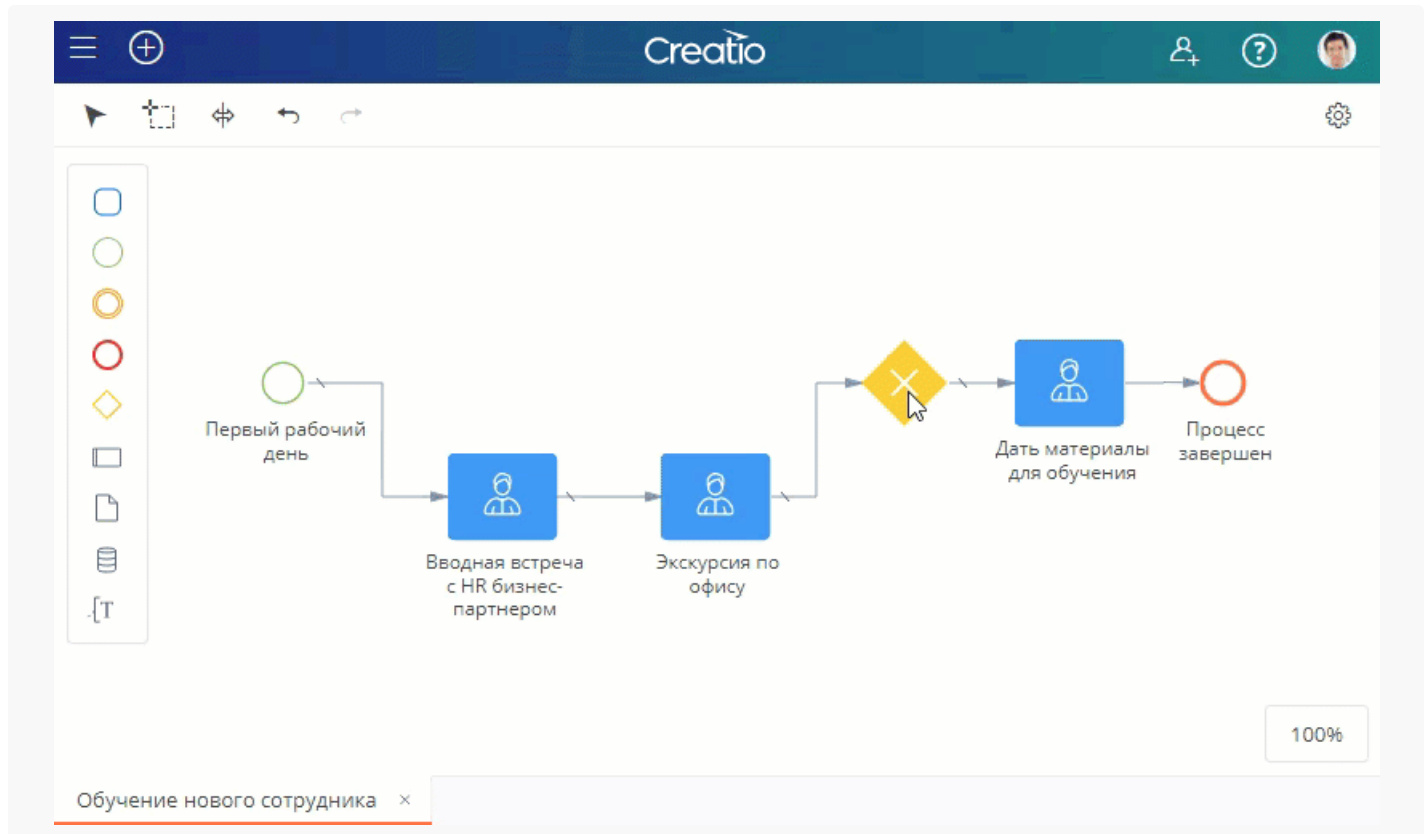 Creatio
Первый рабочий
день
Вводная встреча
с HR бизнес-
партнером
Экскурсия по
офису
Дать материалы
для обучения
Процесс
завершен
100%
Обучение нового сотрудника ×